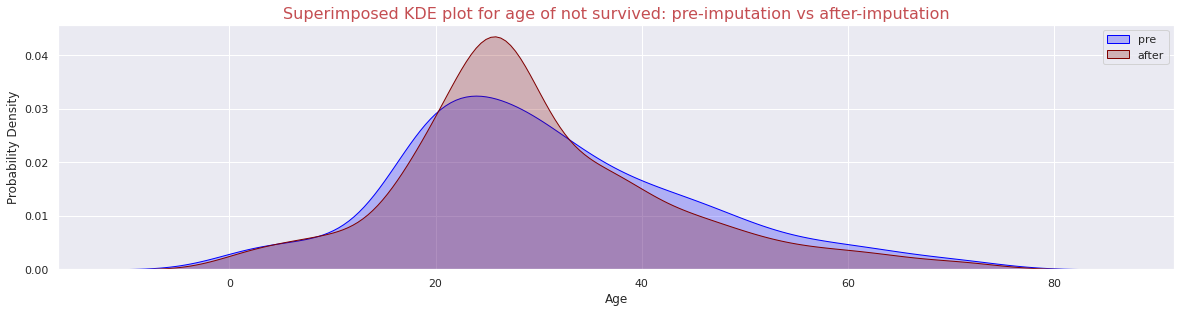 Superimposed KDE plot for age of not survived: pre-imputation vs after-imputation
pre
after
0.04
0.03
0.02
0.01
0.00
Probability Density
0 20 40 60 80
Age